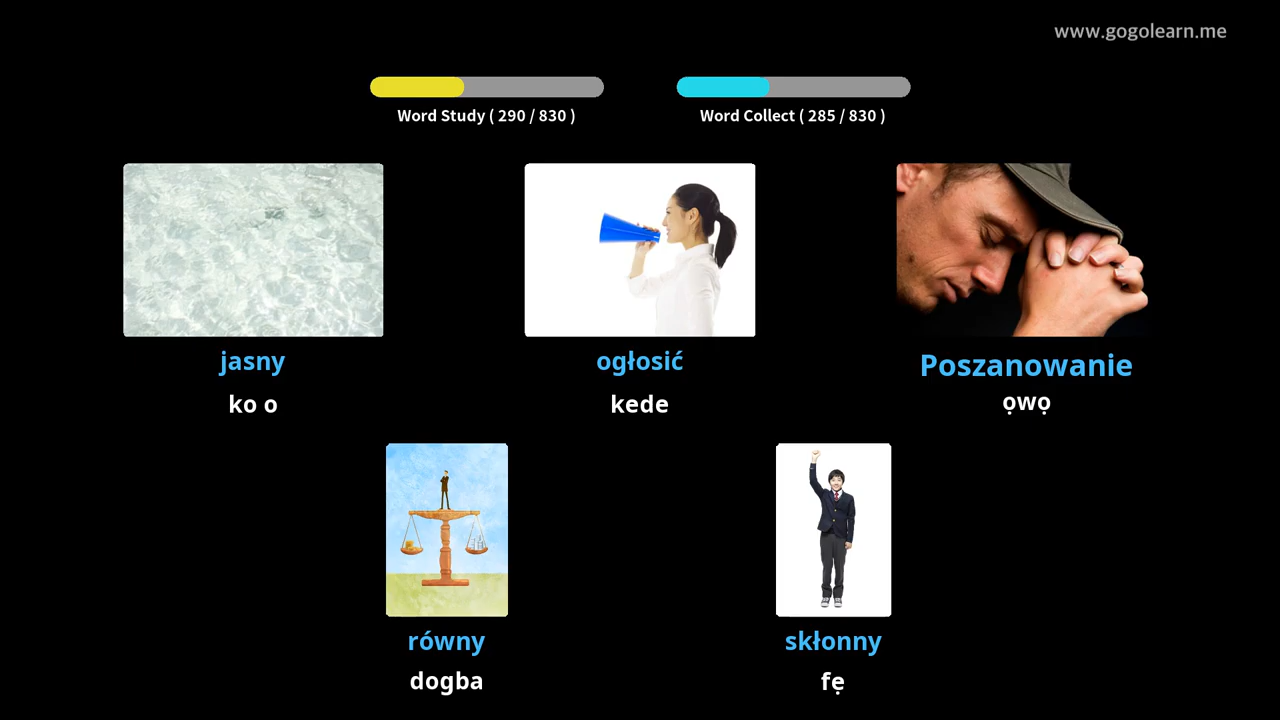 www.gogolearn.me
Word Study ( 290 / 830 )
Word Collect ( 285 / 830 )
jasny
ko o
ogłosić
kede
Poszanowanie
ọwọ
równy
dogba
skłonny
fẹ